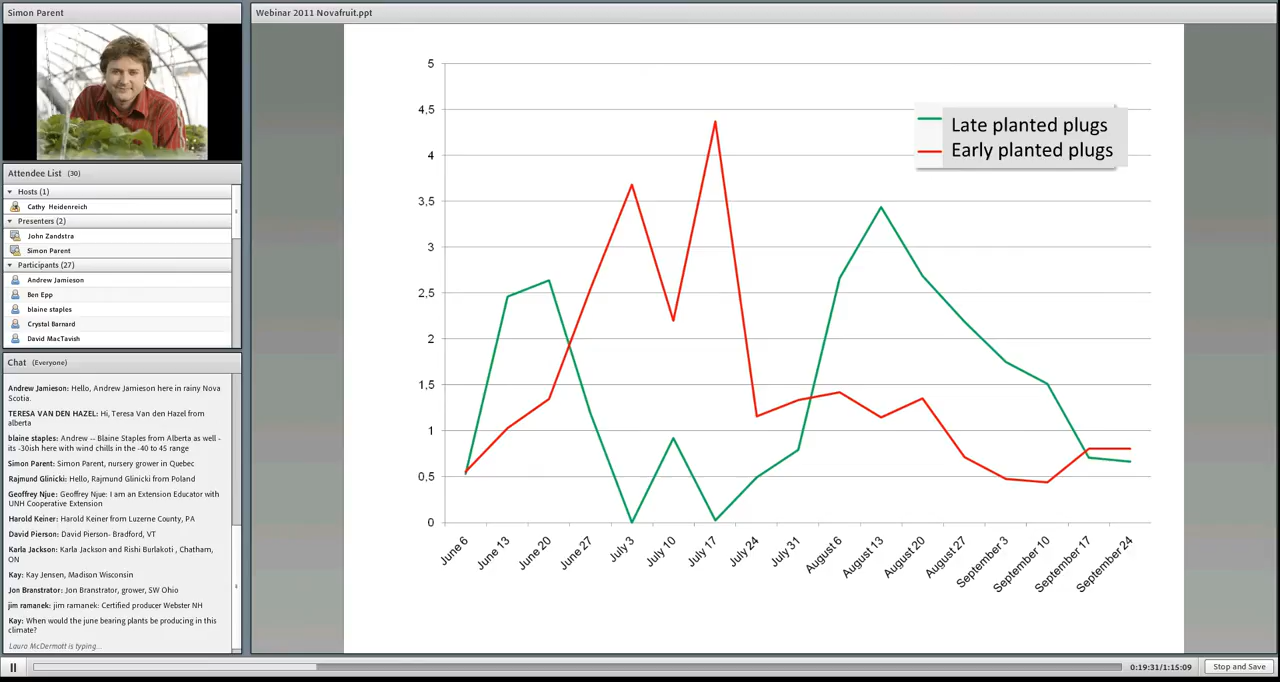 Simon Parent
Attendee List (30)
Hosts (1)
Cathy Heidenreich
Presenters (2)
John Zandstra
Simon Parent
Participants (27)
Andrew Jamieson
Ben Epp
blaine staples
Crystal Barnard
David MacTavish
Chat (Everyone)
Andrew Jamieson: Hello, Andrew Jamieson here in rainy Nova
Scotia.
TERESA VAN DEN HAZEL: Hi, Teresa Van den Hazel from
alberta
blaine staples: Andrew -- Blaine Staples from Alberta as well -
its -30ish here with wind chills in the -40 to 45 range
Simon Parent: Simon Parent, nursery grower in Quebec
Rajmund Glinicki: Hello, Rajmund Glinicki from Poland
Geoffrey Njue: Geoffrey Njue: I am an Extension Educator with
UNH Cooperative Extension
Harold Keiner: Harold Keiner from Luzerne County, PA
David Pierson: David Pierson- Bradford, VT
Karla Jackson: Karla Jackson and Rishi Burlakoti , Chatham,
ON
Kay: Kay Jensen, Madison Wisconsin
Jon Branstrator: Jon Branstrator, grower, SW Ohio
jim ramanek: jim ramanek: Certified producer Webster NH
Kay: When would the june bearing plants be producing in this
climate?
Laura McDermott is typing...
Webinar 2011 Novafruit.ppt
5
4,5
4
3,5
3
2,5
2
1,5
1
0,5
0
Late planted plugs
Early planted plugs
June 6
June 13
June 20
June 27
July 3
July 10
July 17
July 24
July 31
August 6
August 13
August 20
August 27
September 3
September 10
September 17
September 24
0:19:31/1:15:09
Stop and Save